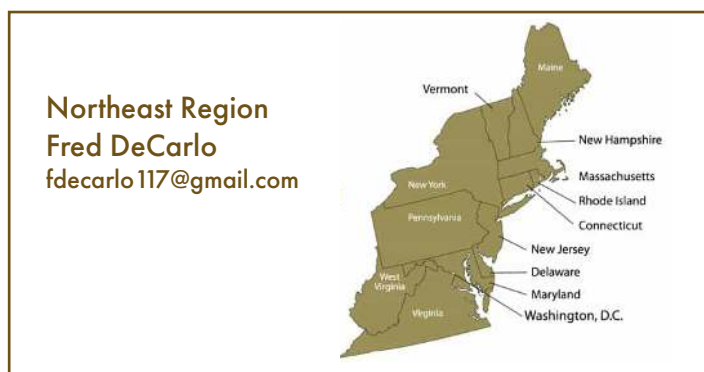 Northeast Region
Fred DeCarlo
fdecarlo117@gmail.com
Maine
Vermont
New Hampshire
Massachusetts
New York
Rhode Island
Pennsylvania
Connecticut
New Jersey
West
Virginia
Delaware
Maryland
Virginia
Washington, D.C.